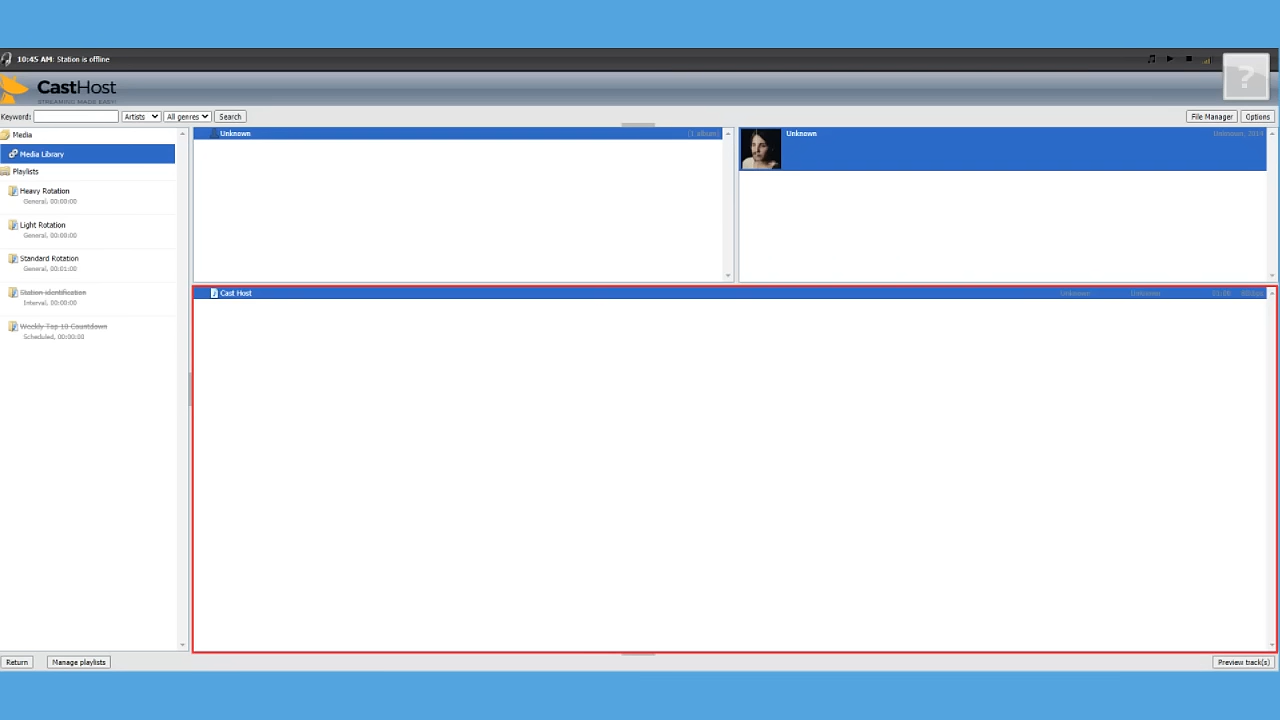 10:45 AM: Station is offline
CastHost
STREAMING MADE EASY!
Keyword: Artists All genres Search File Manager Options
Media
Media Library
Playlists
Heavy Rotation
General, 00:00:00
Light Rotation
General, 00:00:00
Standard Rotation
General, 00:01:00
Station identification
Interval, 00:00:00
Weekly Top 10 Countdown
Scheduled, 00:00:00
Unknown (1 album)
Unknown Unknown, 2019
Cast Host Unknown Unknown
Return Manage playlists Preview track(s)